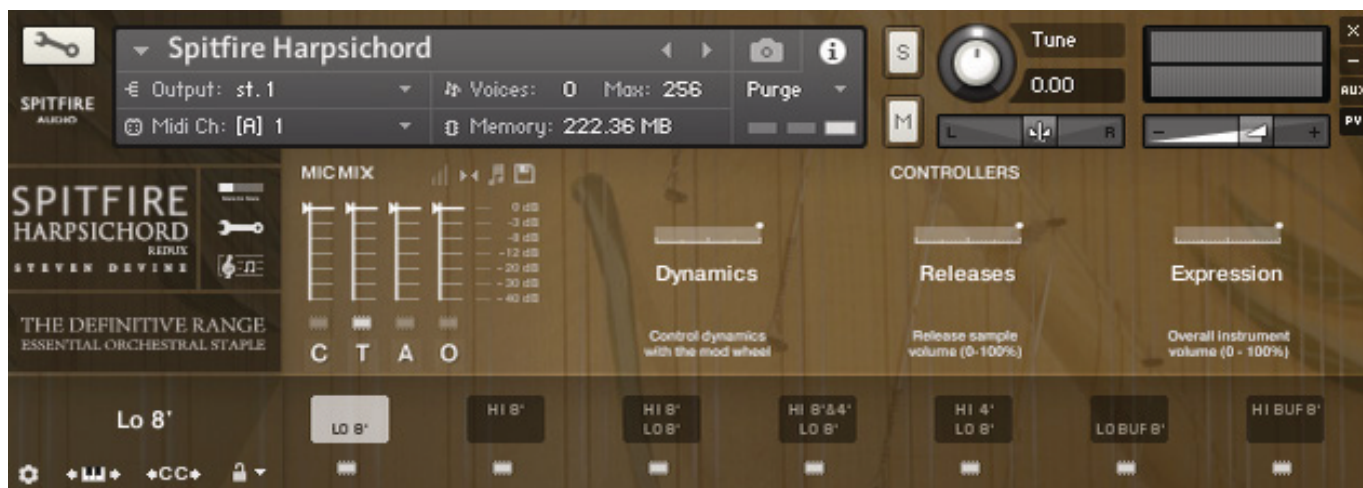 Spitfire Harpsichord
i
S
Tune
×
−
SPITFIRE
AUDIO
Output: st.1
Voices: 0 Max: 256
Purge
0.00
AUX
Midi Ch: [A] 1
Memory: 222.36 MB
M
L
R
−
+
PV
SPITFIRE
HARPSICHORD
REDUX
STEVEN DEVINE
THE DEFINITIVE RANGE
ESSENTIAL ORCHESTRAL STAPLE
MIC MIX
0 dB
-3 dB
-12 dB
-20 dB
-30 dB
-40 dB
C T A O
CONTROLLERS
Dynamics
Control dynamics
with the mod wheel
Releases
Release sample
volume (0-100%)
Expression
Overall instrument
volume (0 - 100%)
Lo 8'
LO 8'
HI 8'
HI 8'
LO 8'
HI 8'&4'
LO 8'
HI 4'
LO 8'
LO BUF 8'
HI BUF 8'
CC